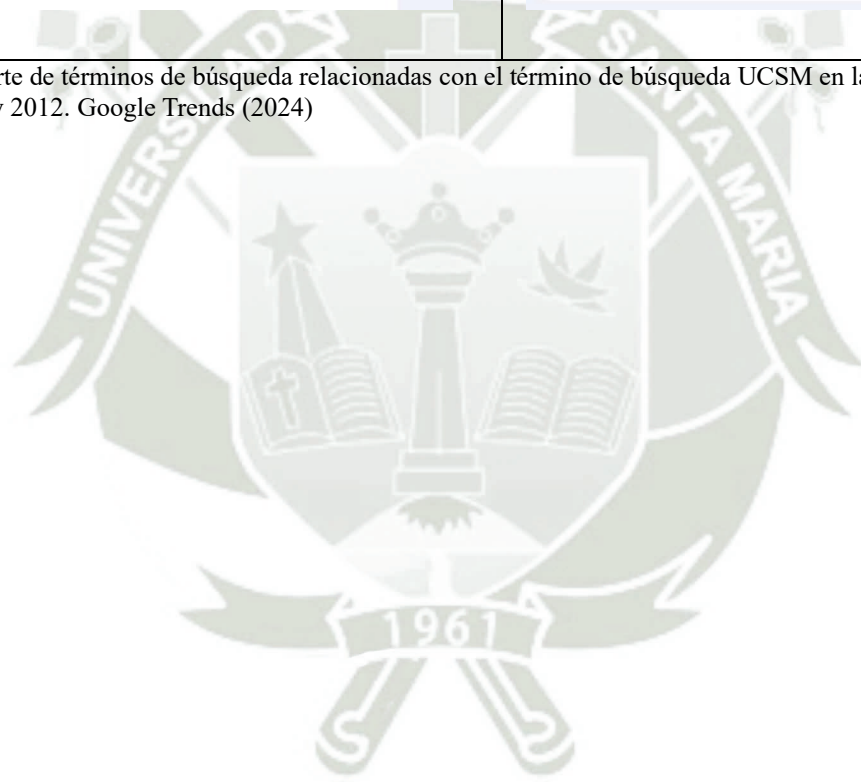 rte de términos de búsqueda relacionadas con el término de búsqueda UCSM en la
y 2012. Google Trends (2024)
UNIVERSIDAD
SANTA MARIA
1961